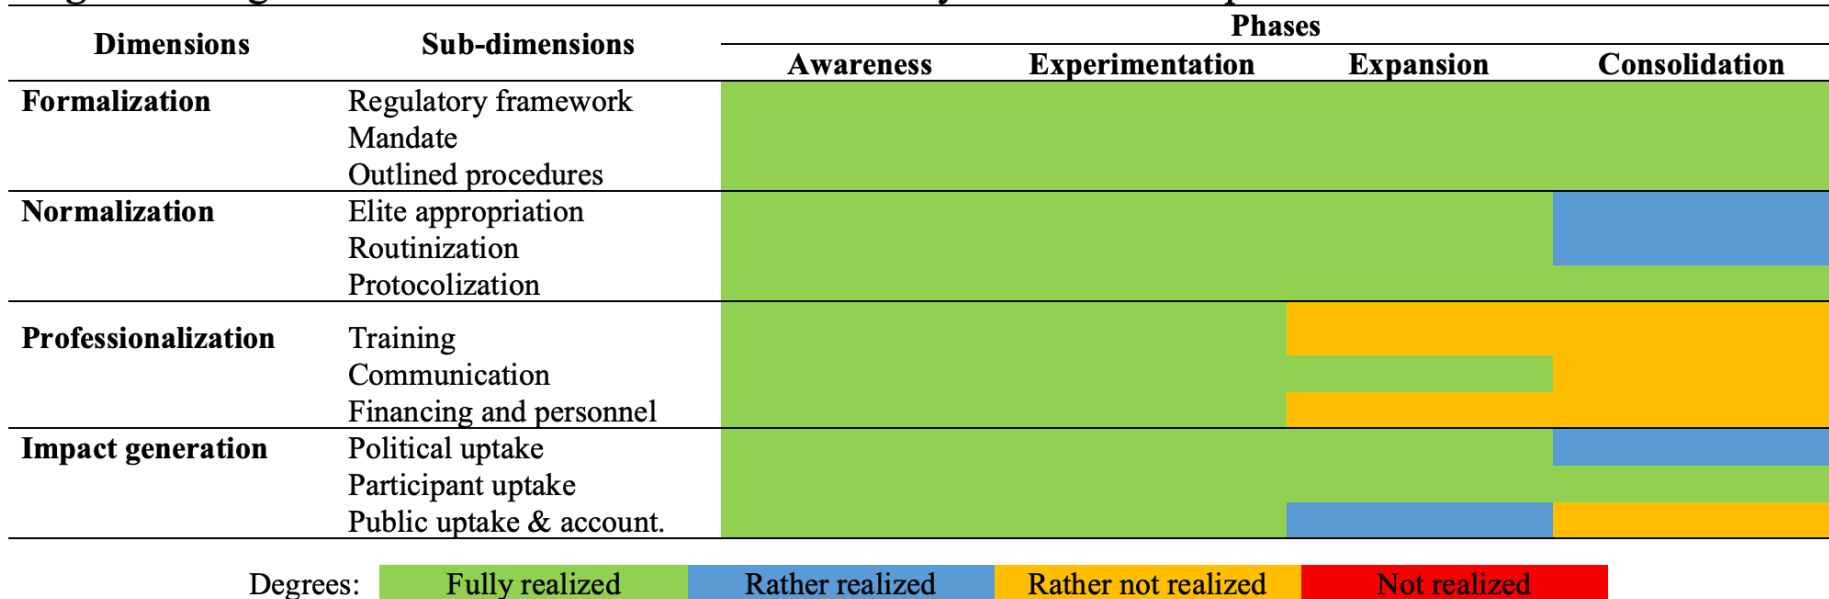 Phases
Dimensions Sub-dimensions
Awareness Experimentation Expansion Consolidation
Formalization Regulatory framework
Mandate
Outlined procedures
Normalization Elite appropriation
Routinization
Protocolization
Professionalization Training
Communication
Financing and personnel
Impact generation Political uptake
Participant uptake
Public uptake & account.
Degrees: Fully realized Rather realized Rather not realized Not realized